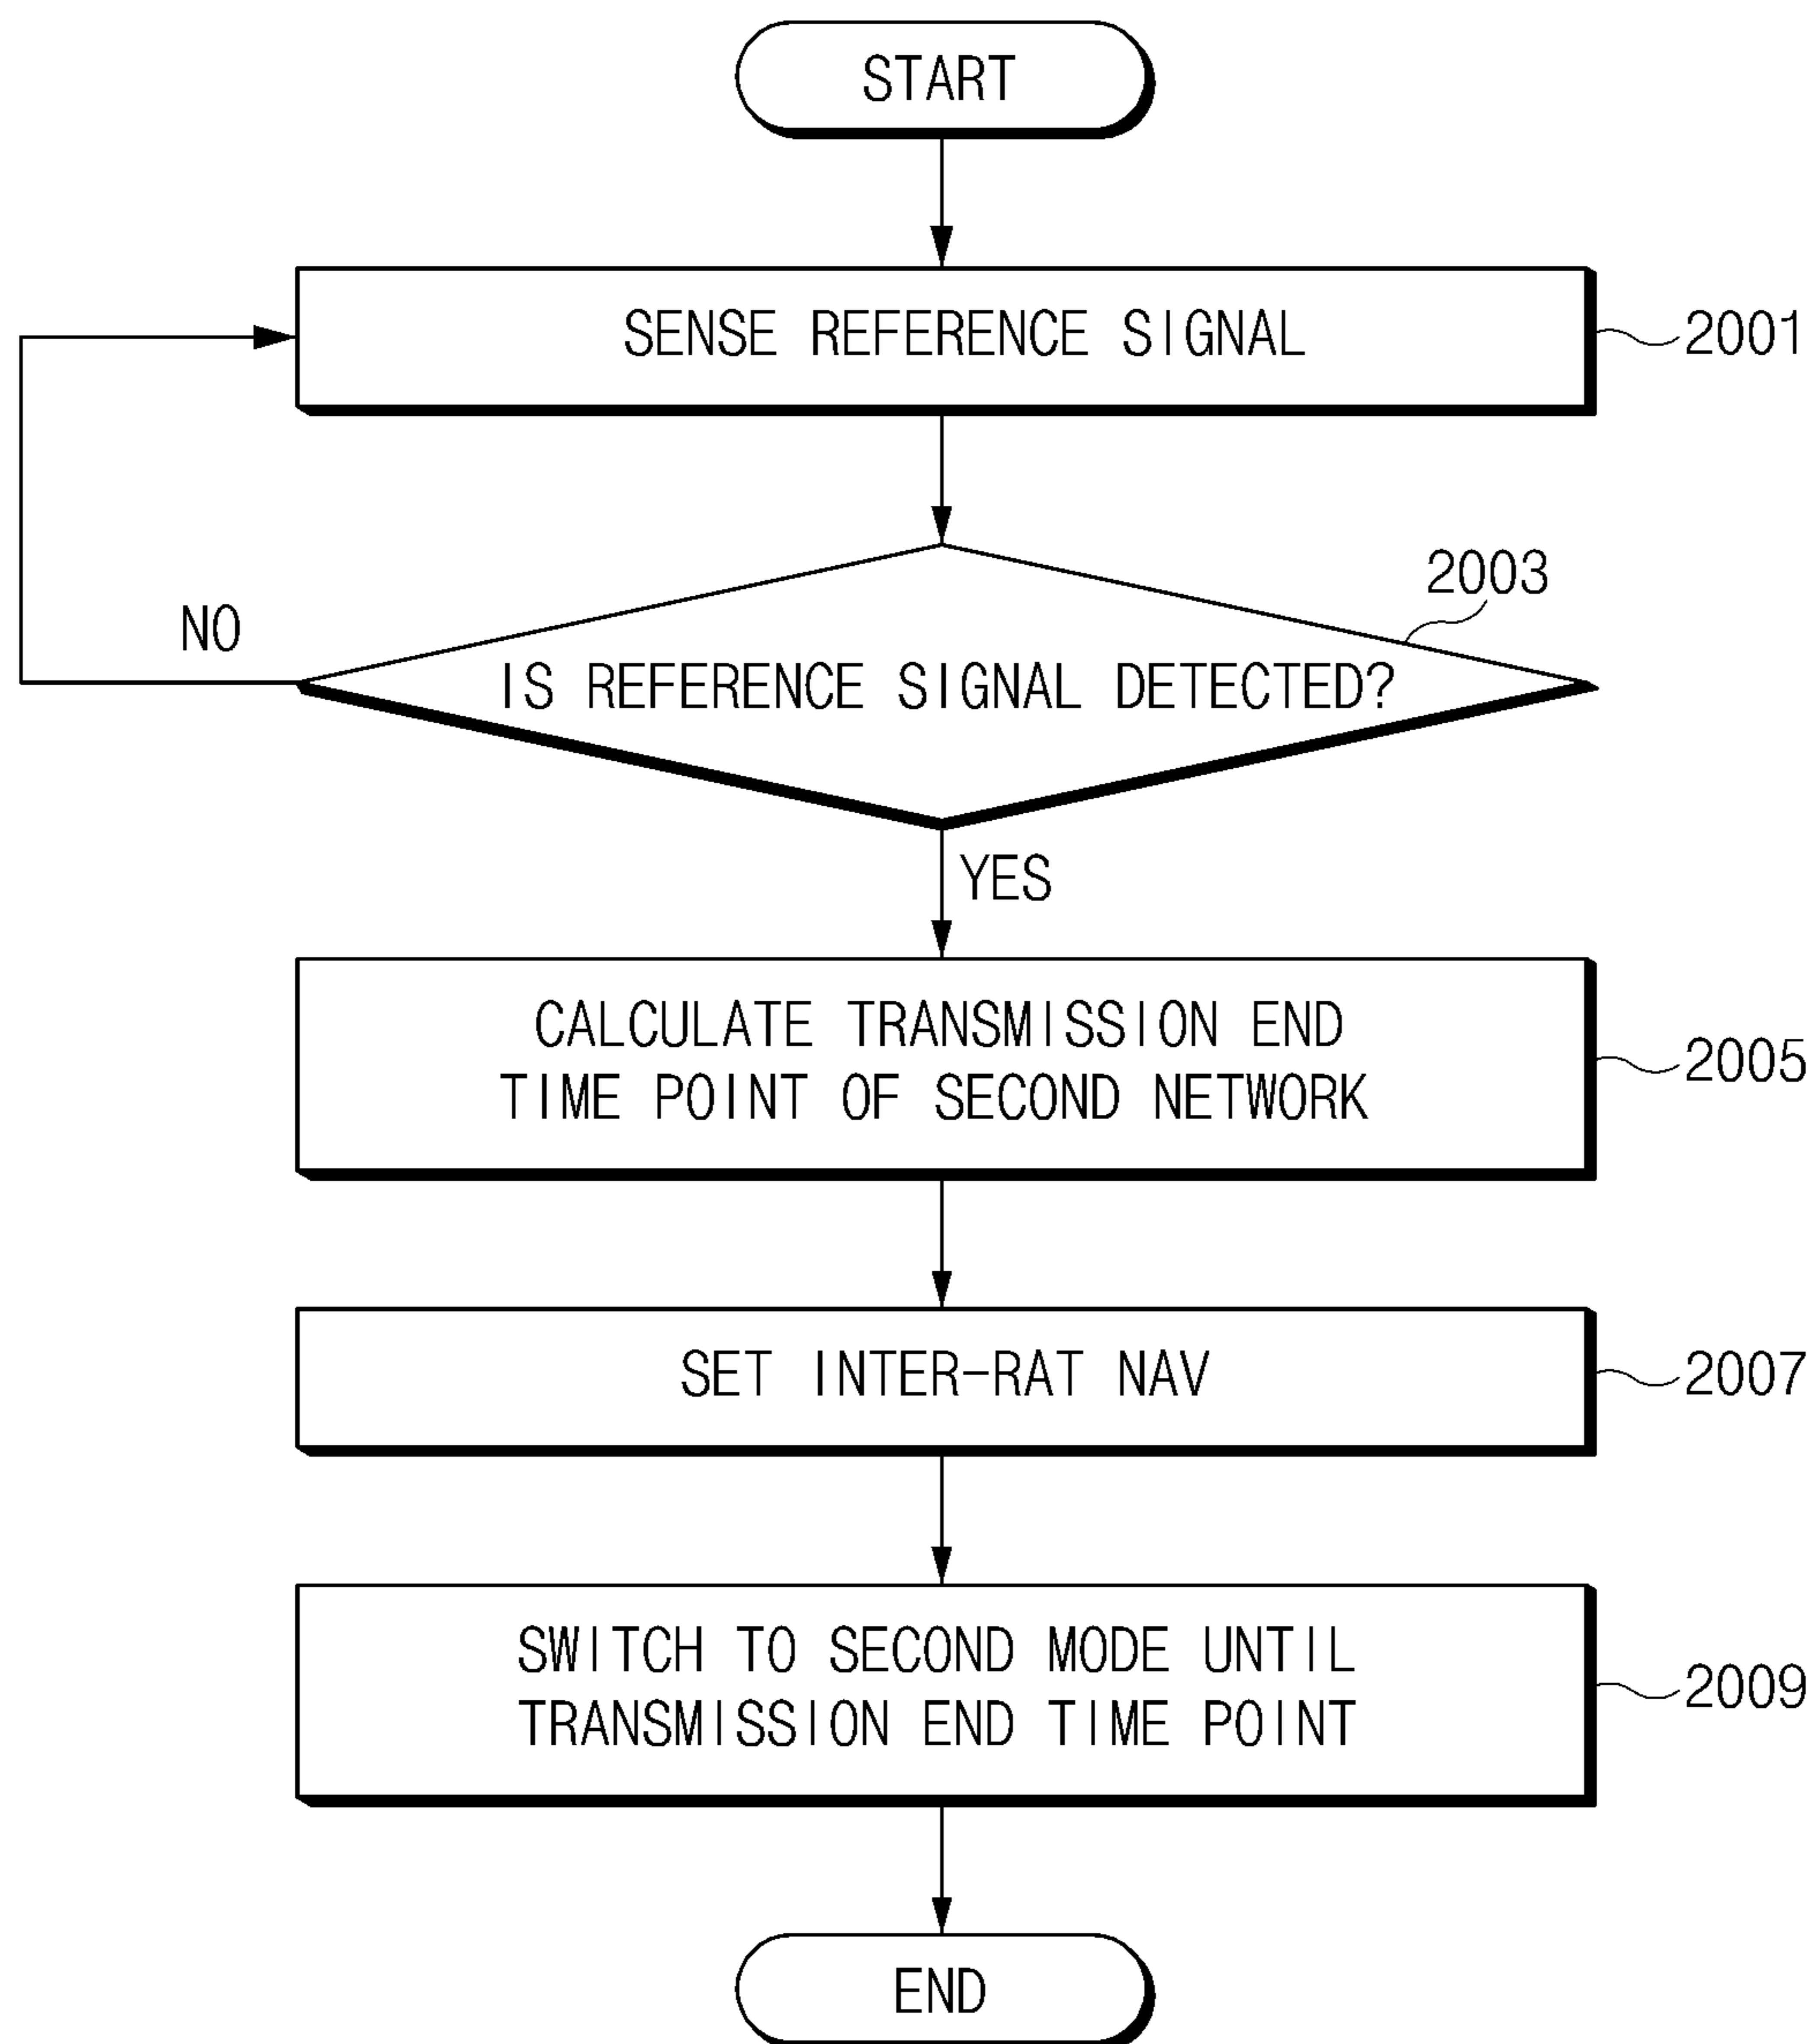 START
SENSE REFERENCE SIGNAL
2001
2003
NO
IS REFERENCE SIGNAL DETECTED?
YES
CALCULATE TRANSMISSION END
TIME POINT OF SECOND NETWORK
2005
SET INTER-RAT NAV
2007
SWITCH TO SECOND MODE UNTIL
TRANSMISSION END TIME POINT
2009
END